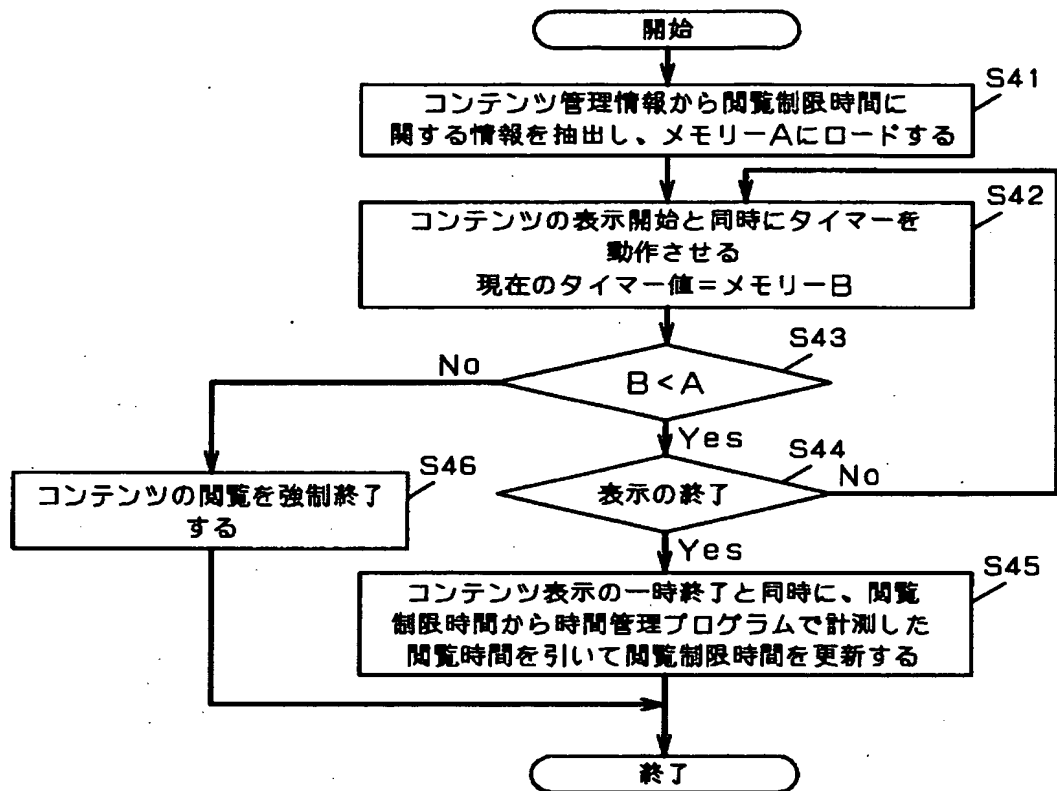 開始
S41
コンテンツ管理情報から閲覧制限時間に
関する情報を抽出し、メモリーAにロードする
S42
コンテンツの表示開始と同時にタイマーを
動作させる
現在のタイマー値＝メモリーB
S43
No
B<A
Yes
S44
No
表示の終了
S46
コンテンツの閲覧を強制終了
する
Yes
S45
コンテンツ表示の一時終了と同時に、閲覧
制限時間から時間管理プログラムで計測した
閲覧時間を引いて閲覧制限時間を更新する
終了